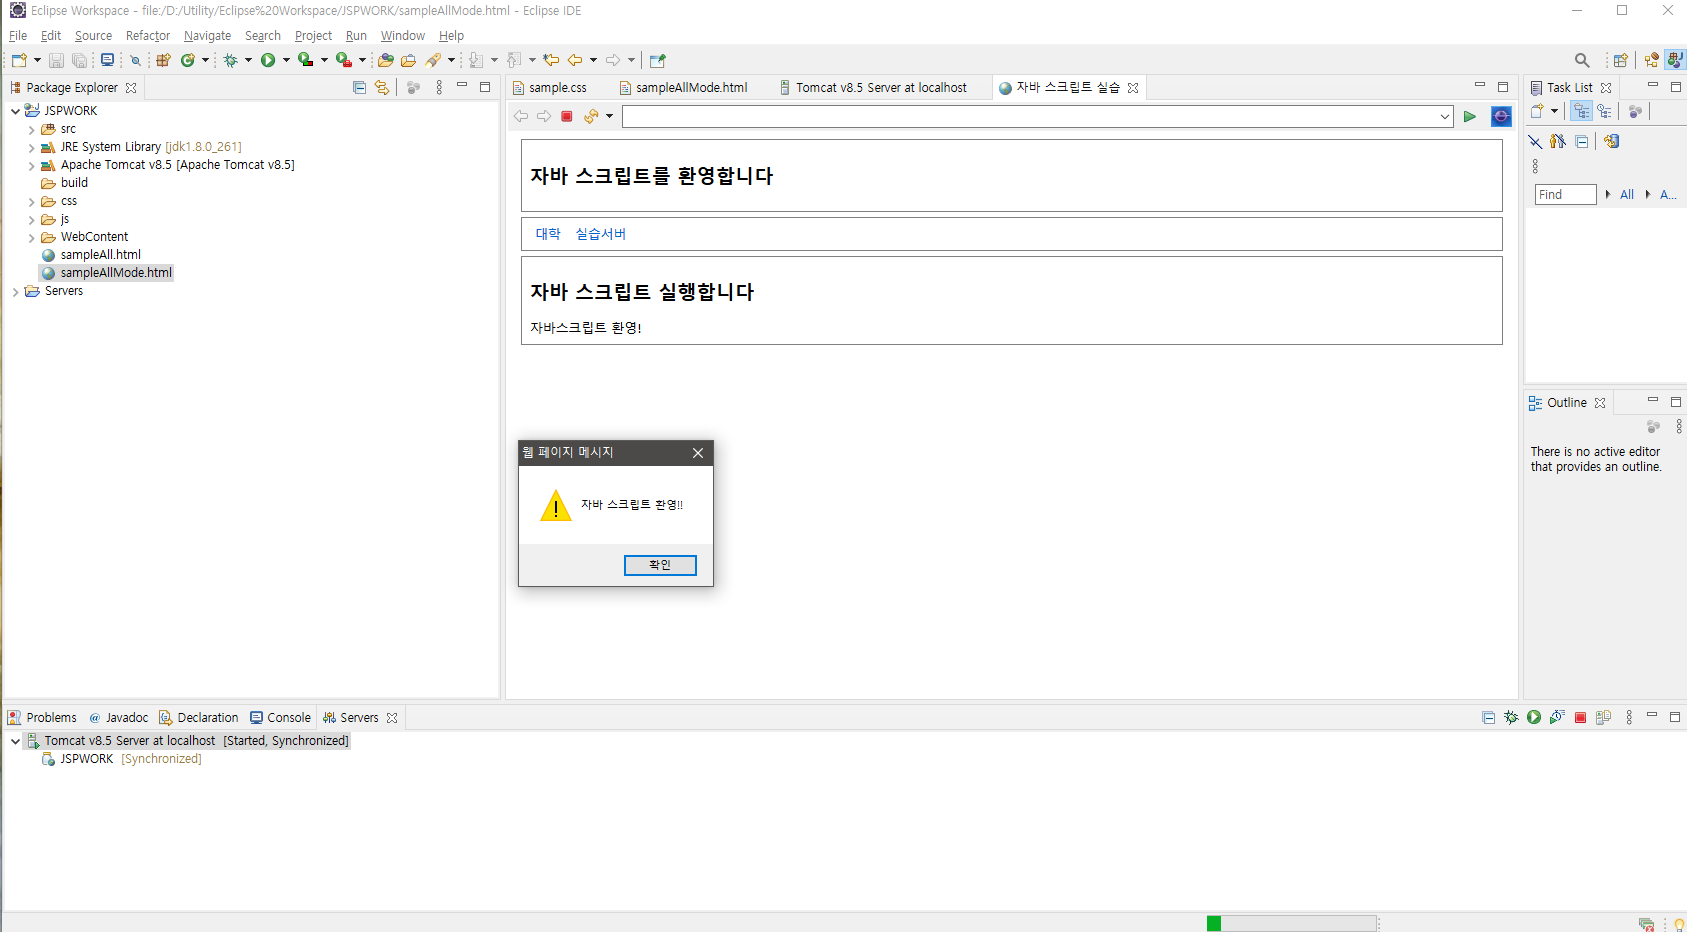 Eclipse Workspace - file:/D:/Utility/Eclipse%20Workspace/JSPWORK/sampleAllMode.html - Eclipse IDE
File Edit Source Refactor Navigate Search Project Run Window Help
Package Explorer
JSPWORK
src
JRE System Library [jdk1.8.0_261]
Apache Tomcat v8.5 [Apache Tomcat v8.5]
build
css
js
WebContent
sampleAll.html
sampleAllMode.html
Servers
sample.css sampleAllMode.html Tomcat v8.5 Server at localhost 자바 스크립트 실습
자바 스크립트를 환영합니다
대학 실습서버
자바 스크립트 실행합니다
자바스크립트 환영!
웹 페이지 메시지
자바 스크립트 환영!!
확인
Task List
Find All A...
Outline
There is no active editor
that provides an outline.
Problems @ Javadoc Declaration Console Servers
Tomcat v8.5 Server at localhost [Started, Synchronized]
JSPWORK [Synchronized]